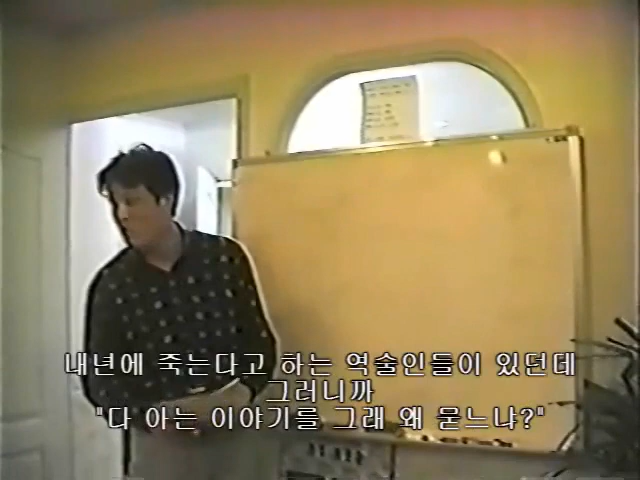 내년에 죽는다고 하는 역술인들이 있던데
그러니까
"다 아는 이야기를 그래 왜 묻느냐?"